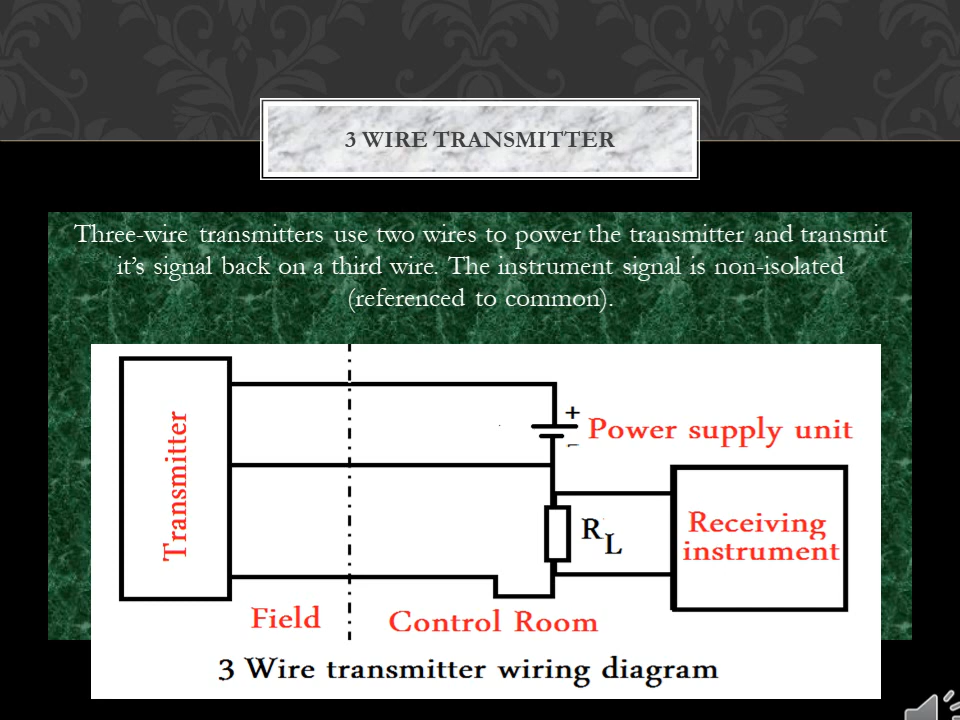 3 WIRE TRANSMITTER
Three-wire transmitters use two wires to power the transmitter and transmit
it’s signal back on a third wire. The instrument signal is non-isolated
(referenced to common).
Transmitter
+
Power supply unit
-
RL
Receiving
instrument
Field
Control Room
3 Wire transmitter wiring diagram